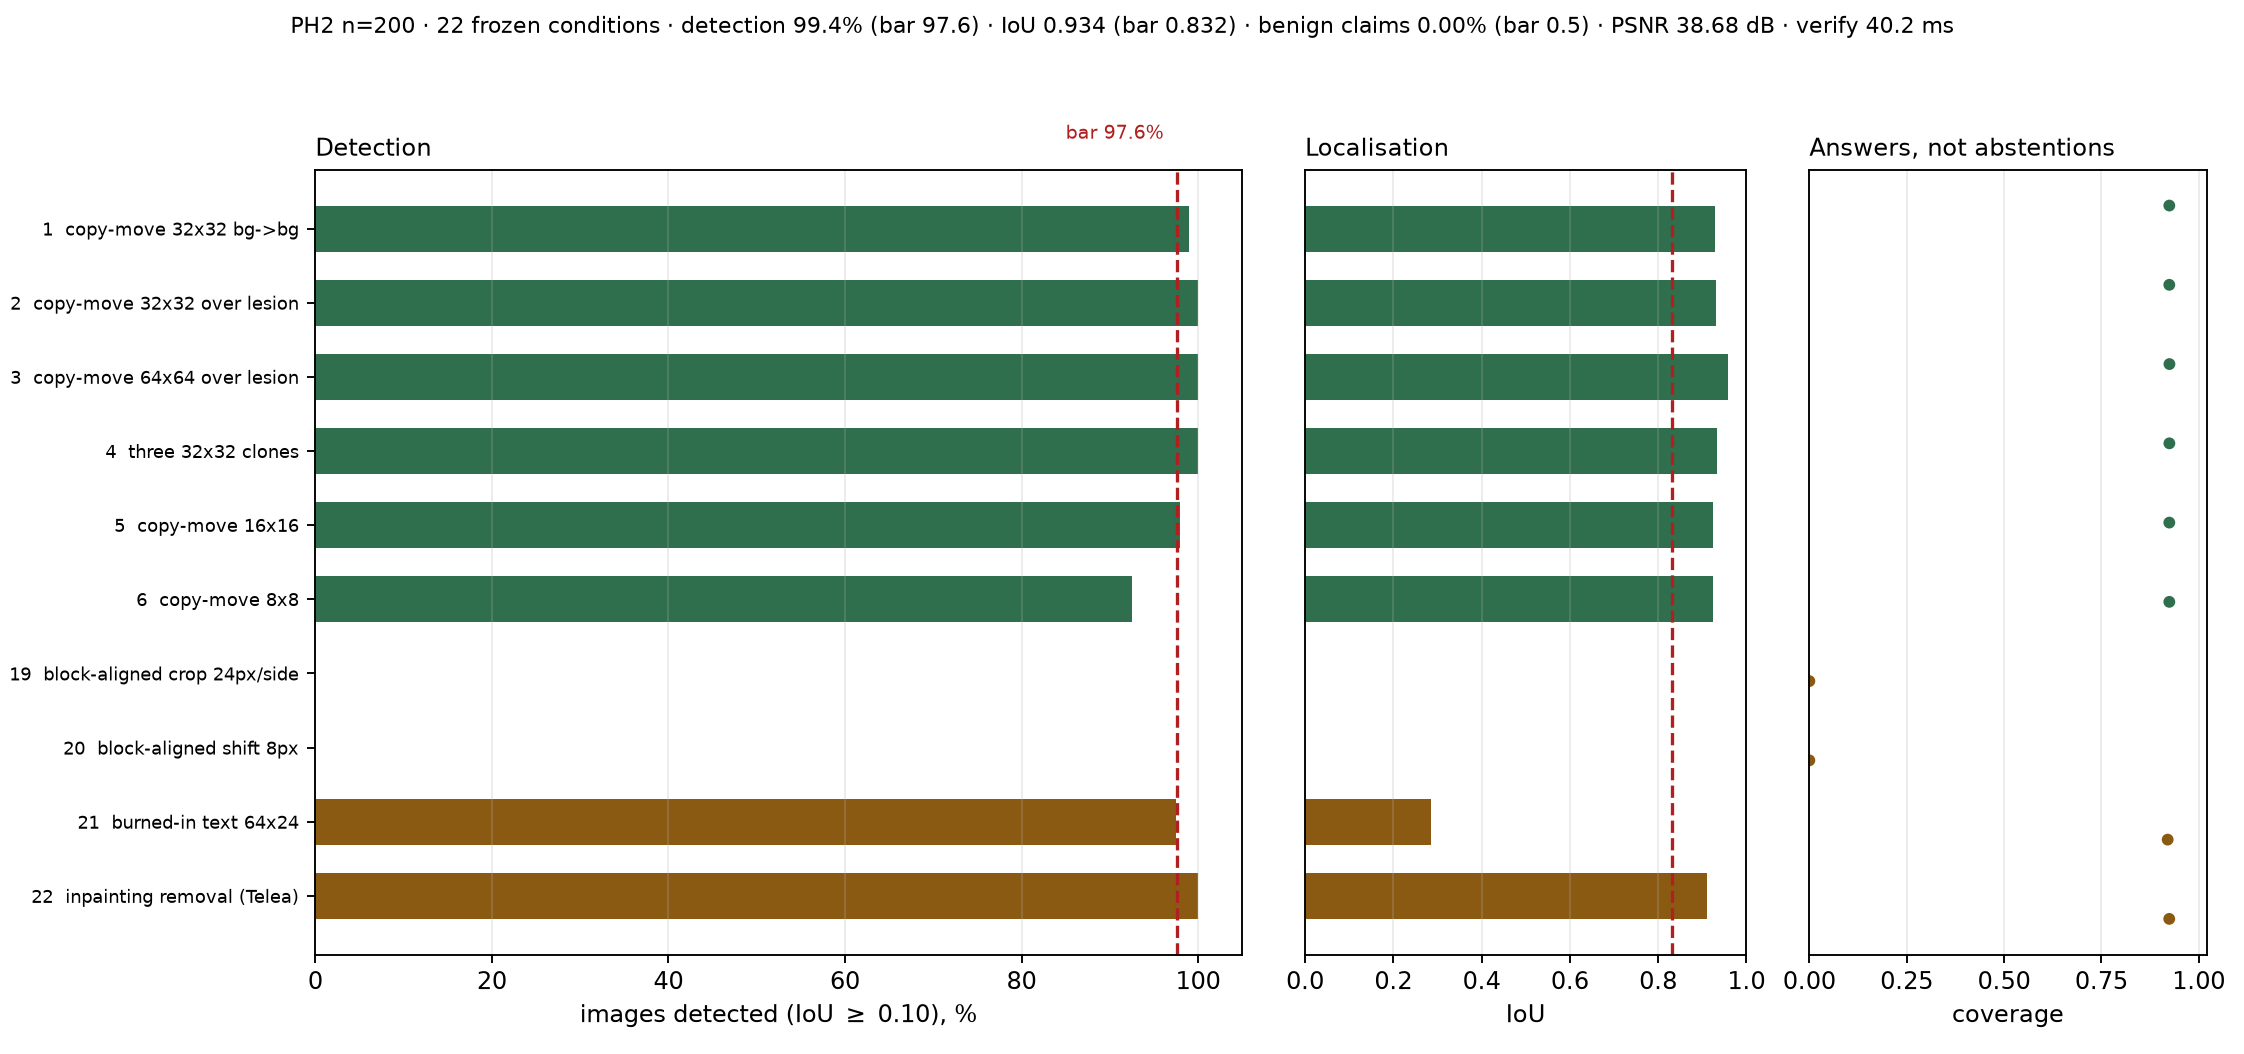 PH2 n=200 · 22 frozen conditions · detection 99.4% (bar 97.6) · IoU 0.934 (bar 0.832) · benign claims 0.00% (bar 0.5) · PSNR 38.68 dB · verify 40.2 ms
bar 97.6%
Detection
Localisation
Answers, not abstentions
1 copy-move 32x32 bg->bg
2 copy-move 32x32 over lesion
3 copy-move 64x64 over lesion
4 three 32x32 clones
5 copy-move 16x16
6 copy-move 8x8
19 block-aligned crop 24px/side
20 block-aligned shift 8px
21 burned-in text 64x24
22 inpainting removal (Telea)
0 20 40 60 80 100
0.0 0.2 0.4 0.6 0.8 1.0
0.00 0.25 0.50 0.75 1.00
images detected (IoU ≥ 0.10), %
IoU
coverage